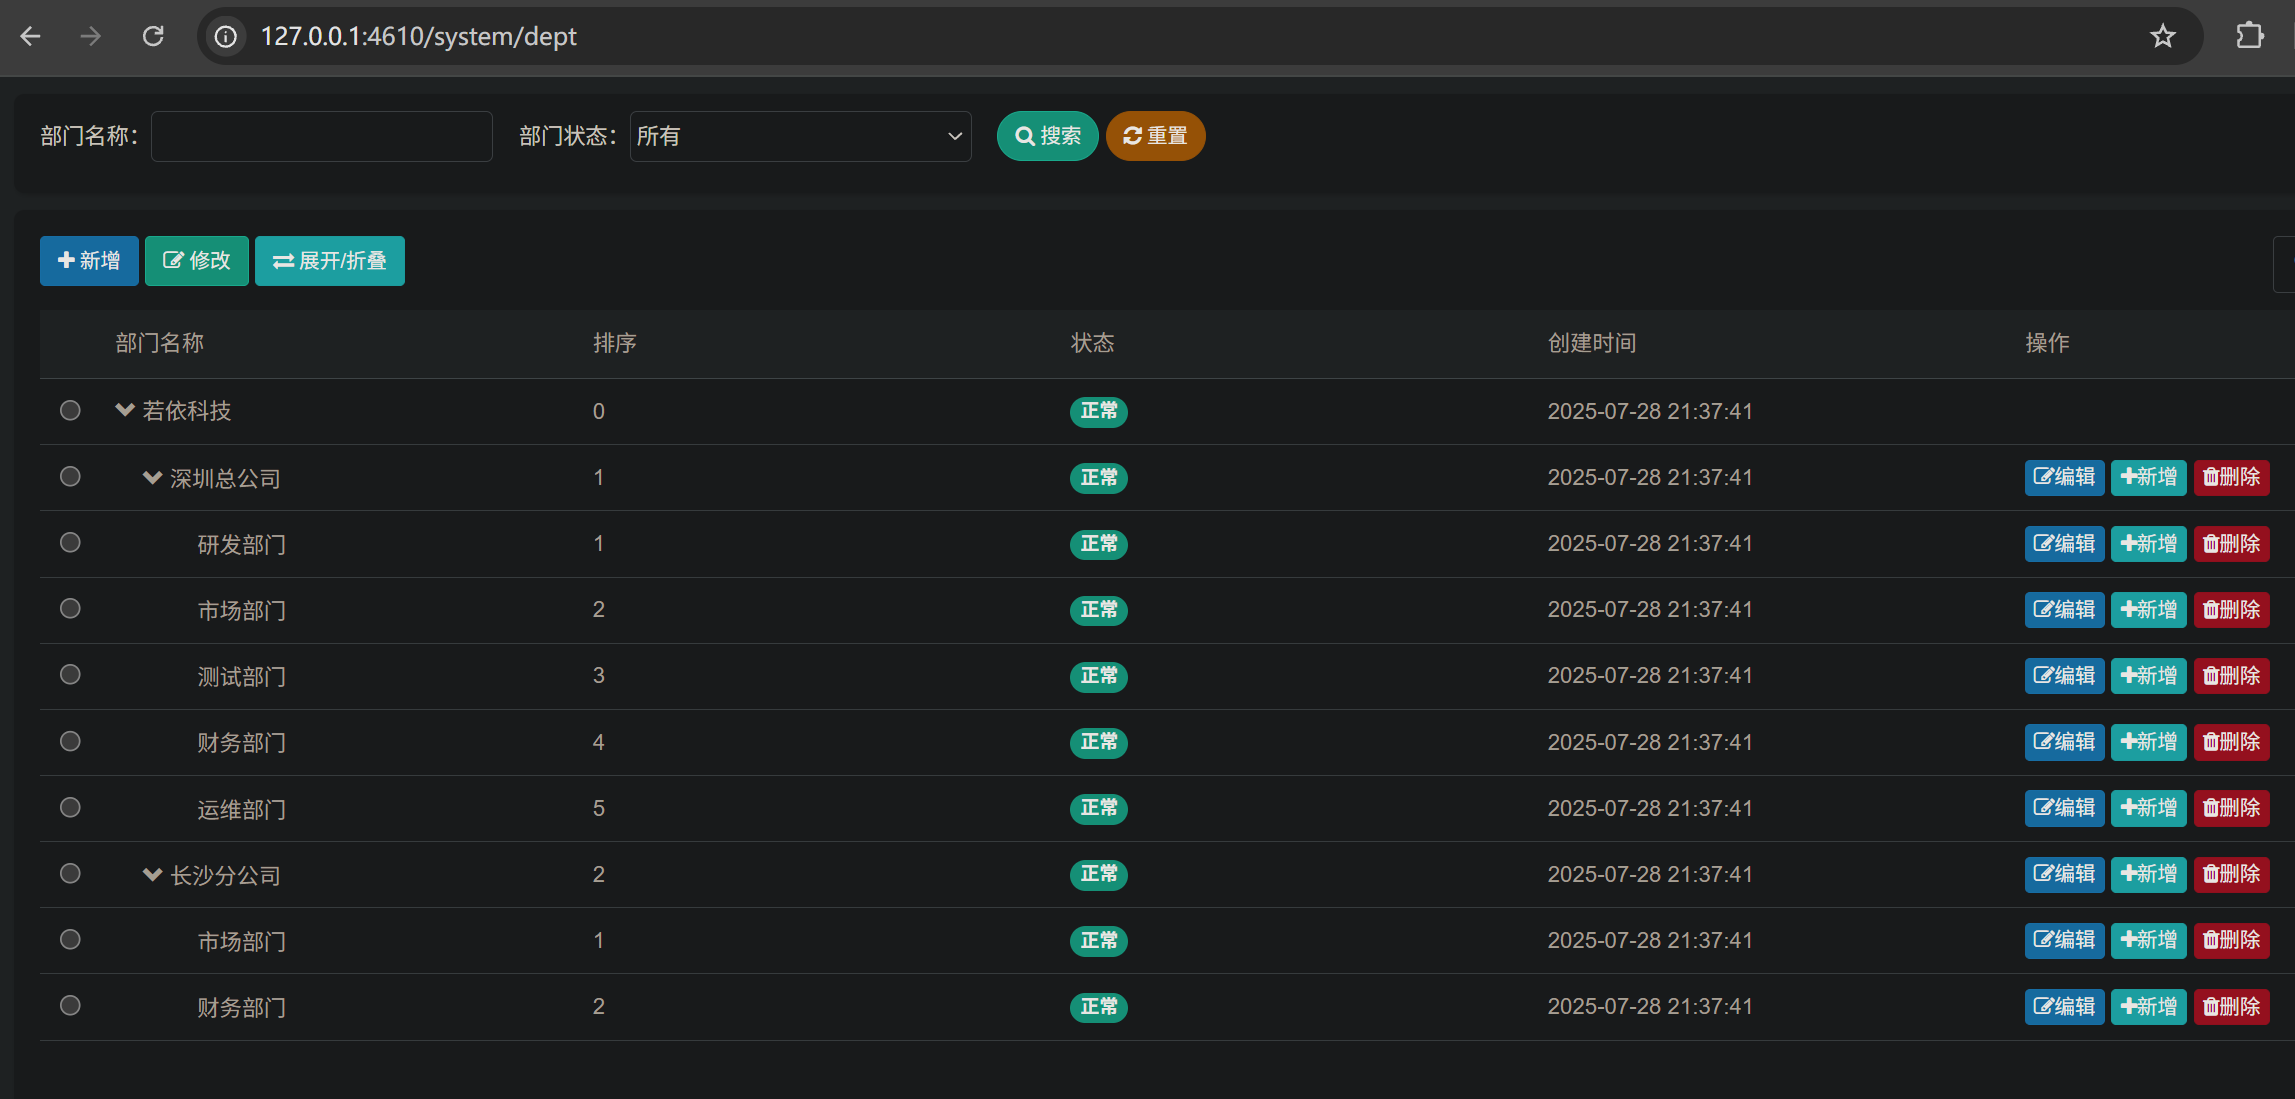 127.0.0.1:4610/system/dept
部门名称： 部门状态： 所有 搜索 重置
新增 修改 展开/折叠
部门名称 排序 状态 创建时间 操作
若依科技 0 正常 2025-07-28 21:37:41
深圳总公司 1 正常 2025-07-28 21:37:41 编辑 新增 删除
研发部门 1 正常 2025-07-28 21:37:41 编辑 新增 删除
市场部门 2 正常 2025-07-28 21:37:41 编辑 新增 删除
测试部门 3 正常 2025-07-28 21:37:41 编辑 新增 删除
财务部门 4 正常 2025-07-28 21:37:41 编辑 新增 删除
运维部门 5 正常 2025-07-28 21:37:41 编辑 新增 删除
长沙分公司 2 正常 2025-07-28 21:37:41 编辑 新增 删除
市场部门 1 正常 2025-07-28 21:37:41 编辑 新增 删除
财务部门 2 正常 2025-07-28 21:37:41 编辑 新增 删除